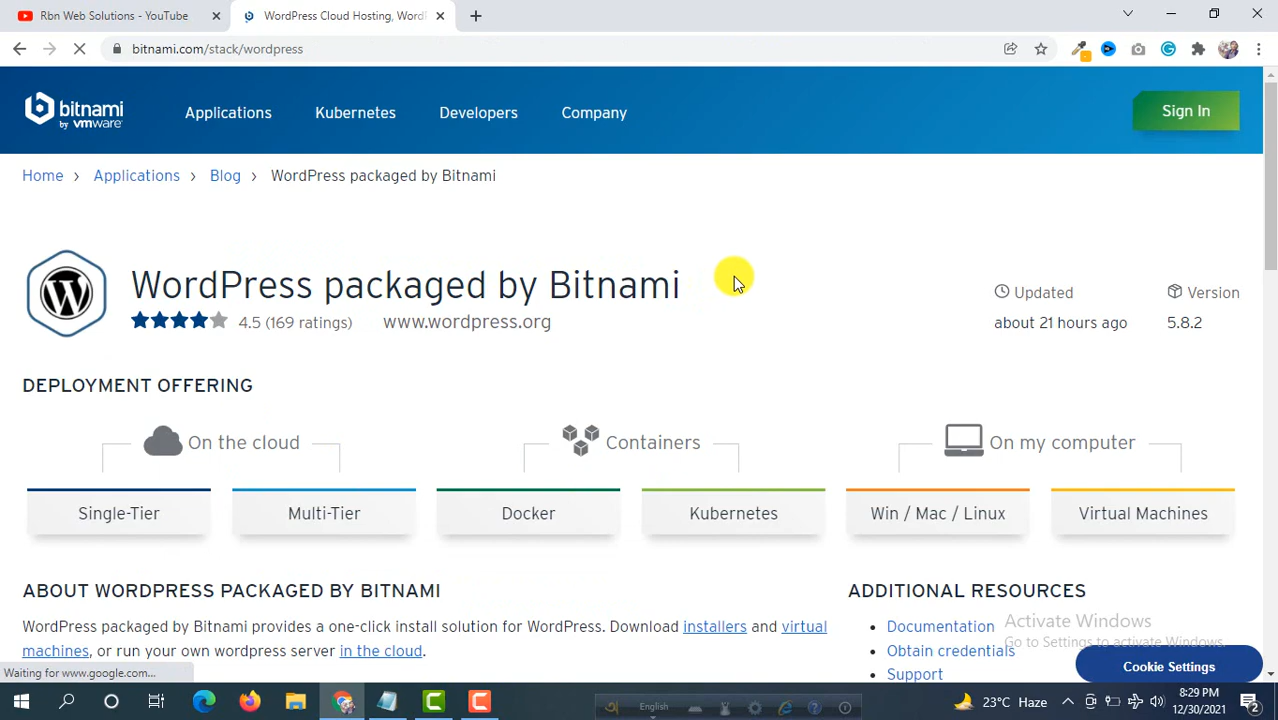 Rbn Web Solutions - YouTube
WordPress Cloud Hosting, Word
bitnami.com/stack/wordpress
bitnami
by vmware
Applications
Kubernetes
Developers
Company
Sign In
Home > Applications > Blog > WordPress packaged by Bitnami
WordPress packaged by Bitnami
4.5 (169 ratings)
www.wordpress.org
Updated
about 21 hours ago
Version
5.8.2
DEPLOYMENT OFFERING
On the cloud
Containers
On my computer
Single-Tier
Multi-Tier
Docker
Kubernetes
Win / Mac / Linux
Virtual Machines
ABOUT WORDPRESS PACKAGED BY BITNAMI
WordPress packaged by Bitnami provides a one-click install solution for WordPress. Download installers and virtual
machines, or run your own wordpress server in the cloud.
ADDITIONAL RESOURCES
Documentation
Obtain credentials
Support
Activate Windows
Go to Settings to activate Windows.
Cookie Settings
Waiting for www.google.com...
English
23°C Haze
8:29 PM
12/30/2021
2